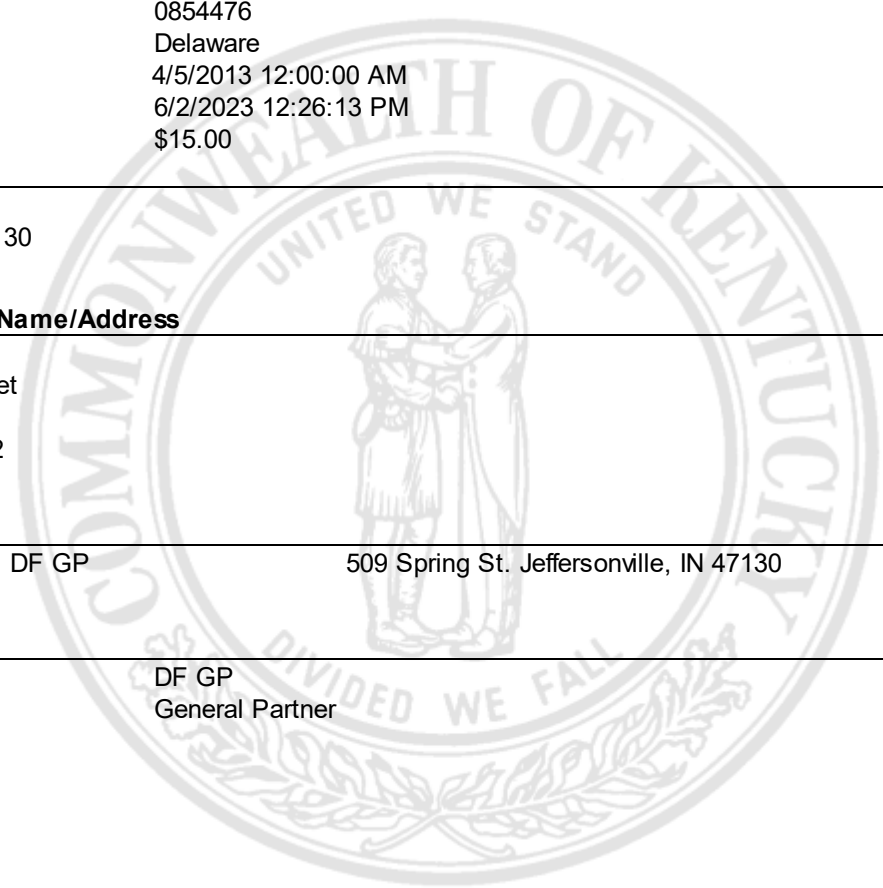 0854476
Delaware
4/5/2013 12:00:00 AM
6/2/2023 12:26:13 PM
$15.00
30
Name/Address
et
2
DF GP 509 Spring St. Jeffersonville, IN 47130
DF GP
General Partner
COMMONWEALTH OF KENTUCKY
UNITED WE STAND
DIVIDED WE FALL